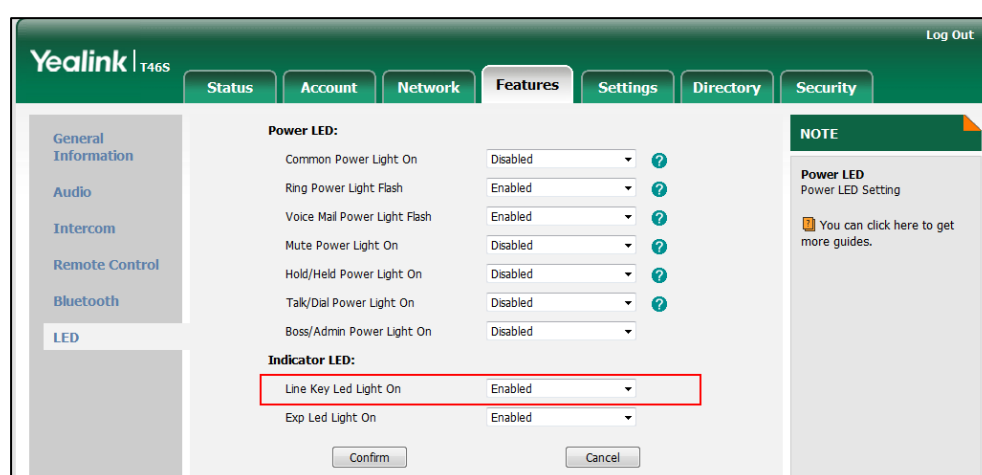 Log Out
Yealink | T46S
Status Account Network Features Settings Directory Security
General Information
Audio
Intercom
Remote Control
Bluetooth
LED
Power LED:
Common Power Light On Disabled ?
Ring Power Light Flash Enabled ?
Voice Mail Power Light Flash Enabled ?
Mute Power Light On Disabled ?
Hold/Held Power Light On Disabled ?
Talk/Dial Power Light On Disabled ?
Boss/Admin Power Light On Disabled
Indicator LED:
Line Key Led Light On Enabled
Exp Led Light On Enabled
Confirm Cancel
NOTE
Power LED
Power LED Setting
? You can click here to get
more guides.